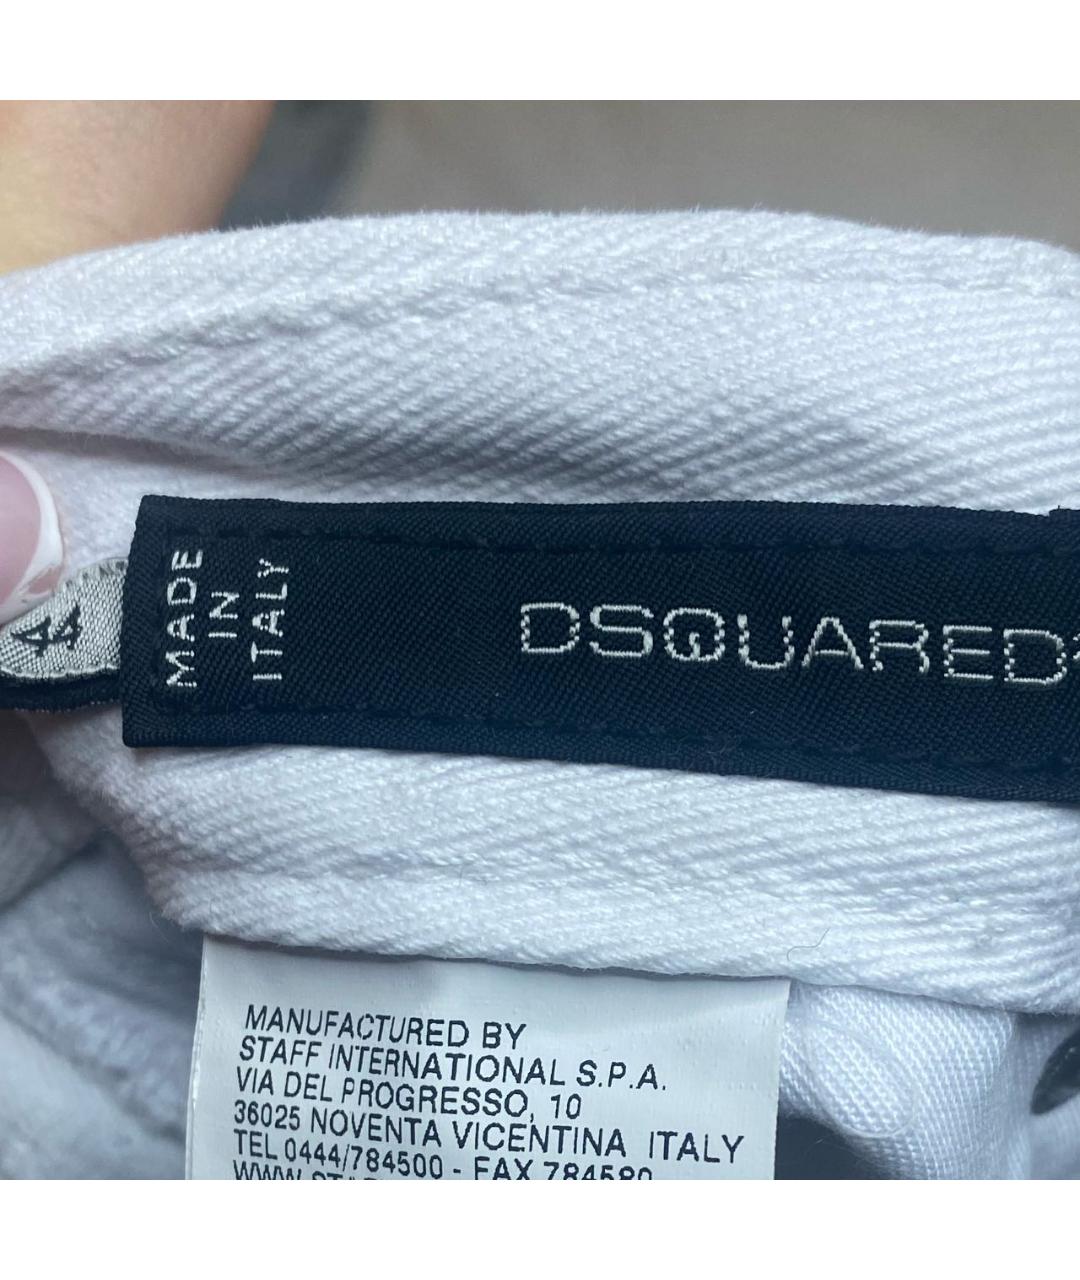 MADE
IN
ITALY
DSQUARED
MANUFACTURED BY
STAFF INTERNATIONAL S.P.A.
VIA DEL PROGRESSO, 10
36025 NOVENTA VICENTINA ITALY
TEL 0444/784500 - FAX 784580